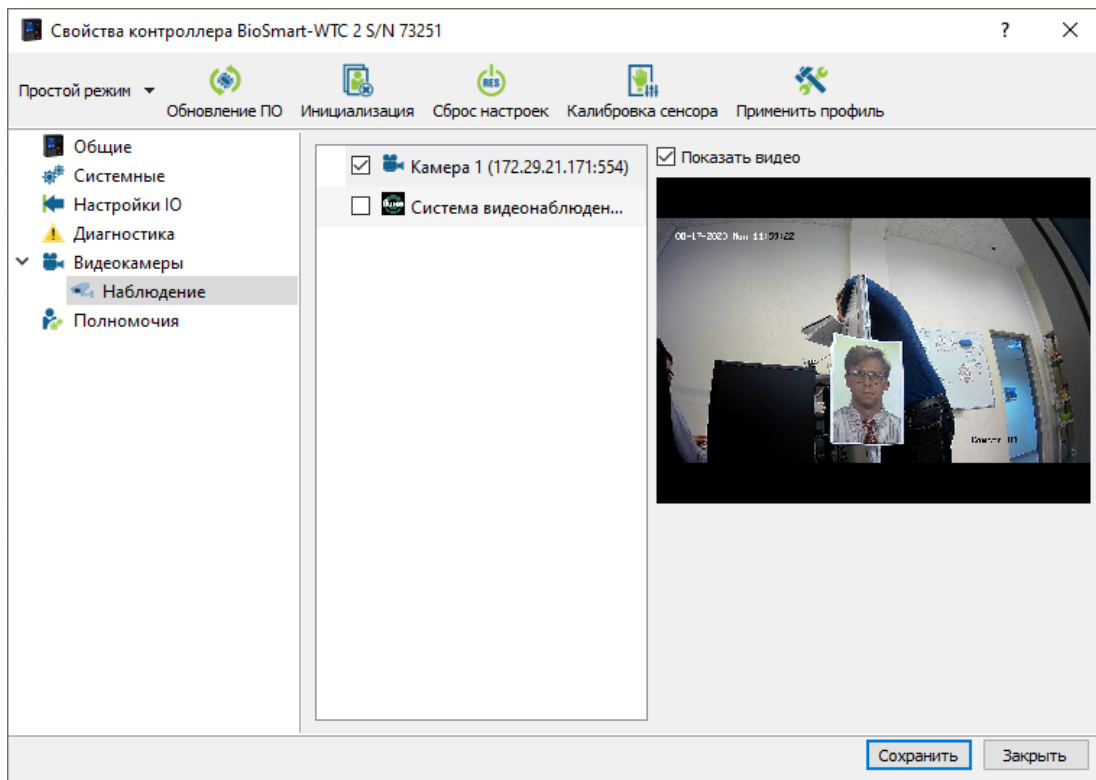 Свойства контроллера BioSmart-WTC 2 S/N 73251
Простой режим
Обновление ПО
Инициализация
RES
Сброс настроек
Калибровка сенсора
Применить профиль
Общие
Системные
Настройки IO
Диагностика
Видеокамеры
Наблюдение
Полномочия
Камера 1 (172.29.21.171:554)
Система видеонаблюден...
Показать видео
Сохранить
Закрыть